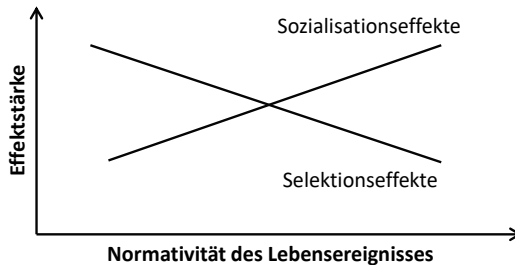 Sozialisationseffekte
Effektstärke
Selektionseffekte
Normativität des Lebensereignisses